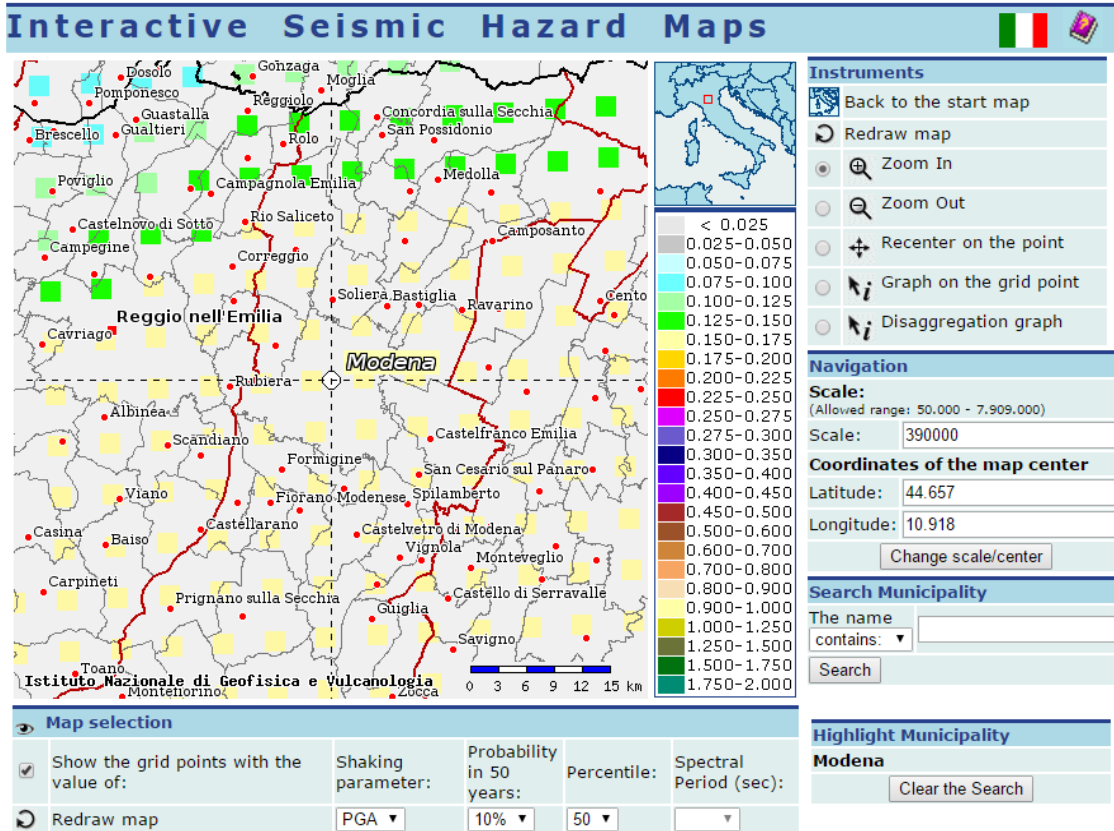 Interactive Seismic Hazard Maps
Dosolo
Gonzaga
Moglia
Pomponesco
Reggiolo
Guastalla
Concordia sulla Secchia
Brescello
Gualtieri
Rolo
San Possidonio
Poviglio
Campagnola Emilia
Medolla
Castelnovo di Sotto
Rio Saliceto
Camposanto
Campegine
Correggio
Soliera
Bastiglia
Ravarino
Cento
Reggio nell'Emilia
Cavriago
Modena
Rubiera
Albinea
Scandiano
Castelfranco Emilia
Formigine
San Cesario sul Panaro
Viano
Fiorano Modenese
Spilamberto
Casina
Castellarano
Castelvetro di Modena
Baiso
Vignola
Monteveglio
Carpineti
Prignano sulla Secchia
Castello di Serravalle
Guiglia
Savigno
Toano
Istituto Nazionale di Geofisica e Vulcanologia
Montefiorino
Zocca
0 3 6 9 12 15 km
< 0.025
0.025-0.050
0.050-0.075
0.075-0.100
0.100-0.125
0.125-0.150
0.150-0.175
0.175-0.200
0.200-0.225
0.225-0.250
0.250-0.275
0.275-0.300
0.300-0.350
0.350-0.400
0.400-0.450
0.450-0.500
0.500-0.600
0.600-0.700
0.700-0.800
0.800-0.900
0.900-1.000
1.000-1.250
1.250-1.500
1.500-1.750
1.750-2.000
Instruments
Back to the start map
Redraw map
Zoom In
Zoom Out
Recenter on the point
Graph on the grid point
Disaggregation graph
Navigation
Scale:
(Allowed range: 50.000 - 7.909.000)
Scale: 390000
Coordinates of the map center
Latitude: 44.657
Longitude: 10.918
Change scale/center
Search Municipality
The name
contains:
Search
Map selection
Show the grid points with the
value of:
Shaking
parameter:
Probability
in 50
years:
Percentile:
Spectral
Period (sec):
Redraw map
PGA
10%
50
Highlight Municipality
Modena
Clear the Search